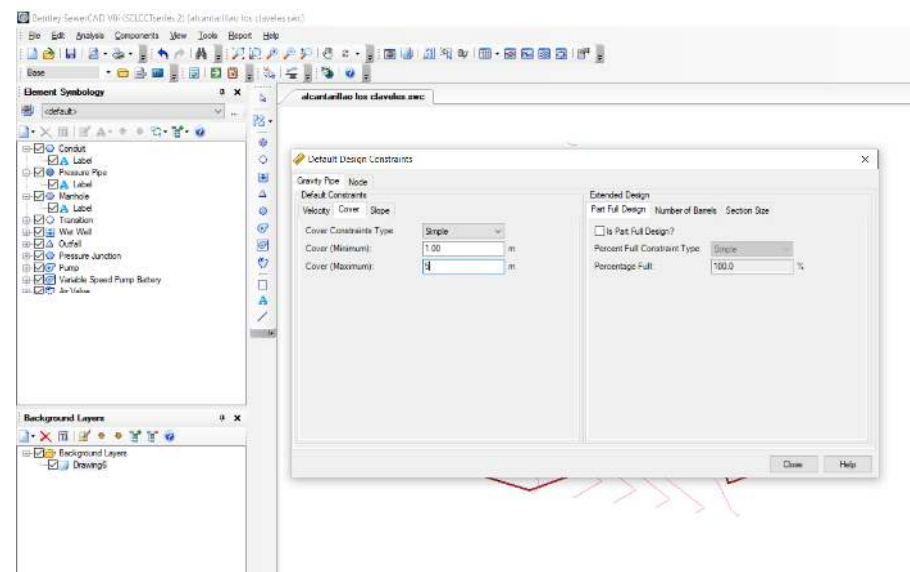 Bentley SewerCAD V8i (SELECTseries 2) [alcantarillao los claveles.swc]
File Edit Analysis Components View Tools Report Help
Base
Element Symbology
<default>
Conduit
Label
Pressure Pipe
Label
Manhole
Label
Transition
Wet Well
Outfall
Pressure Junction
Pump
Variable Speed Pump Battery
Air Valve
Background Layers
Background Layers
Drawing6
alcantarillao los claveles.swc
Default Design Constraints
Gravity Pipe Node
Default Constraints
Velocity Cover Slope
Cover Constraints Type: Simple
Cover (Minimum): 1.00 m
Cover (Maximum): 5 m
Extended Design
Part Full Design Number of Barrels Section Size
Is Part Full Design?
Percent Full Constraint Type: Simple
Percentage Full: 100.0 %
Close Help